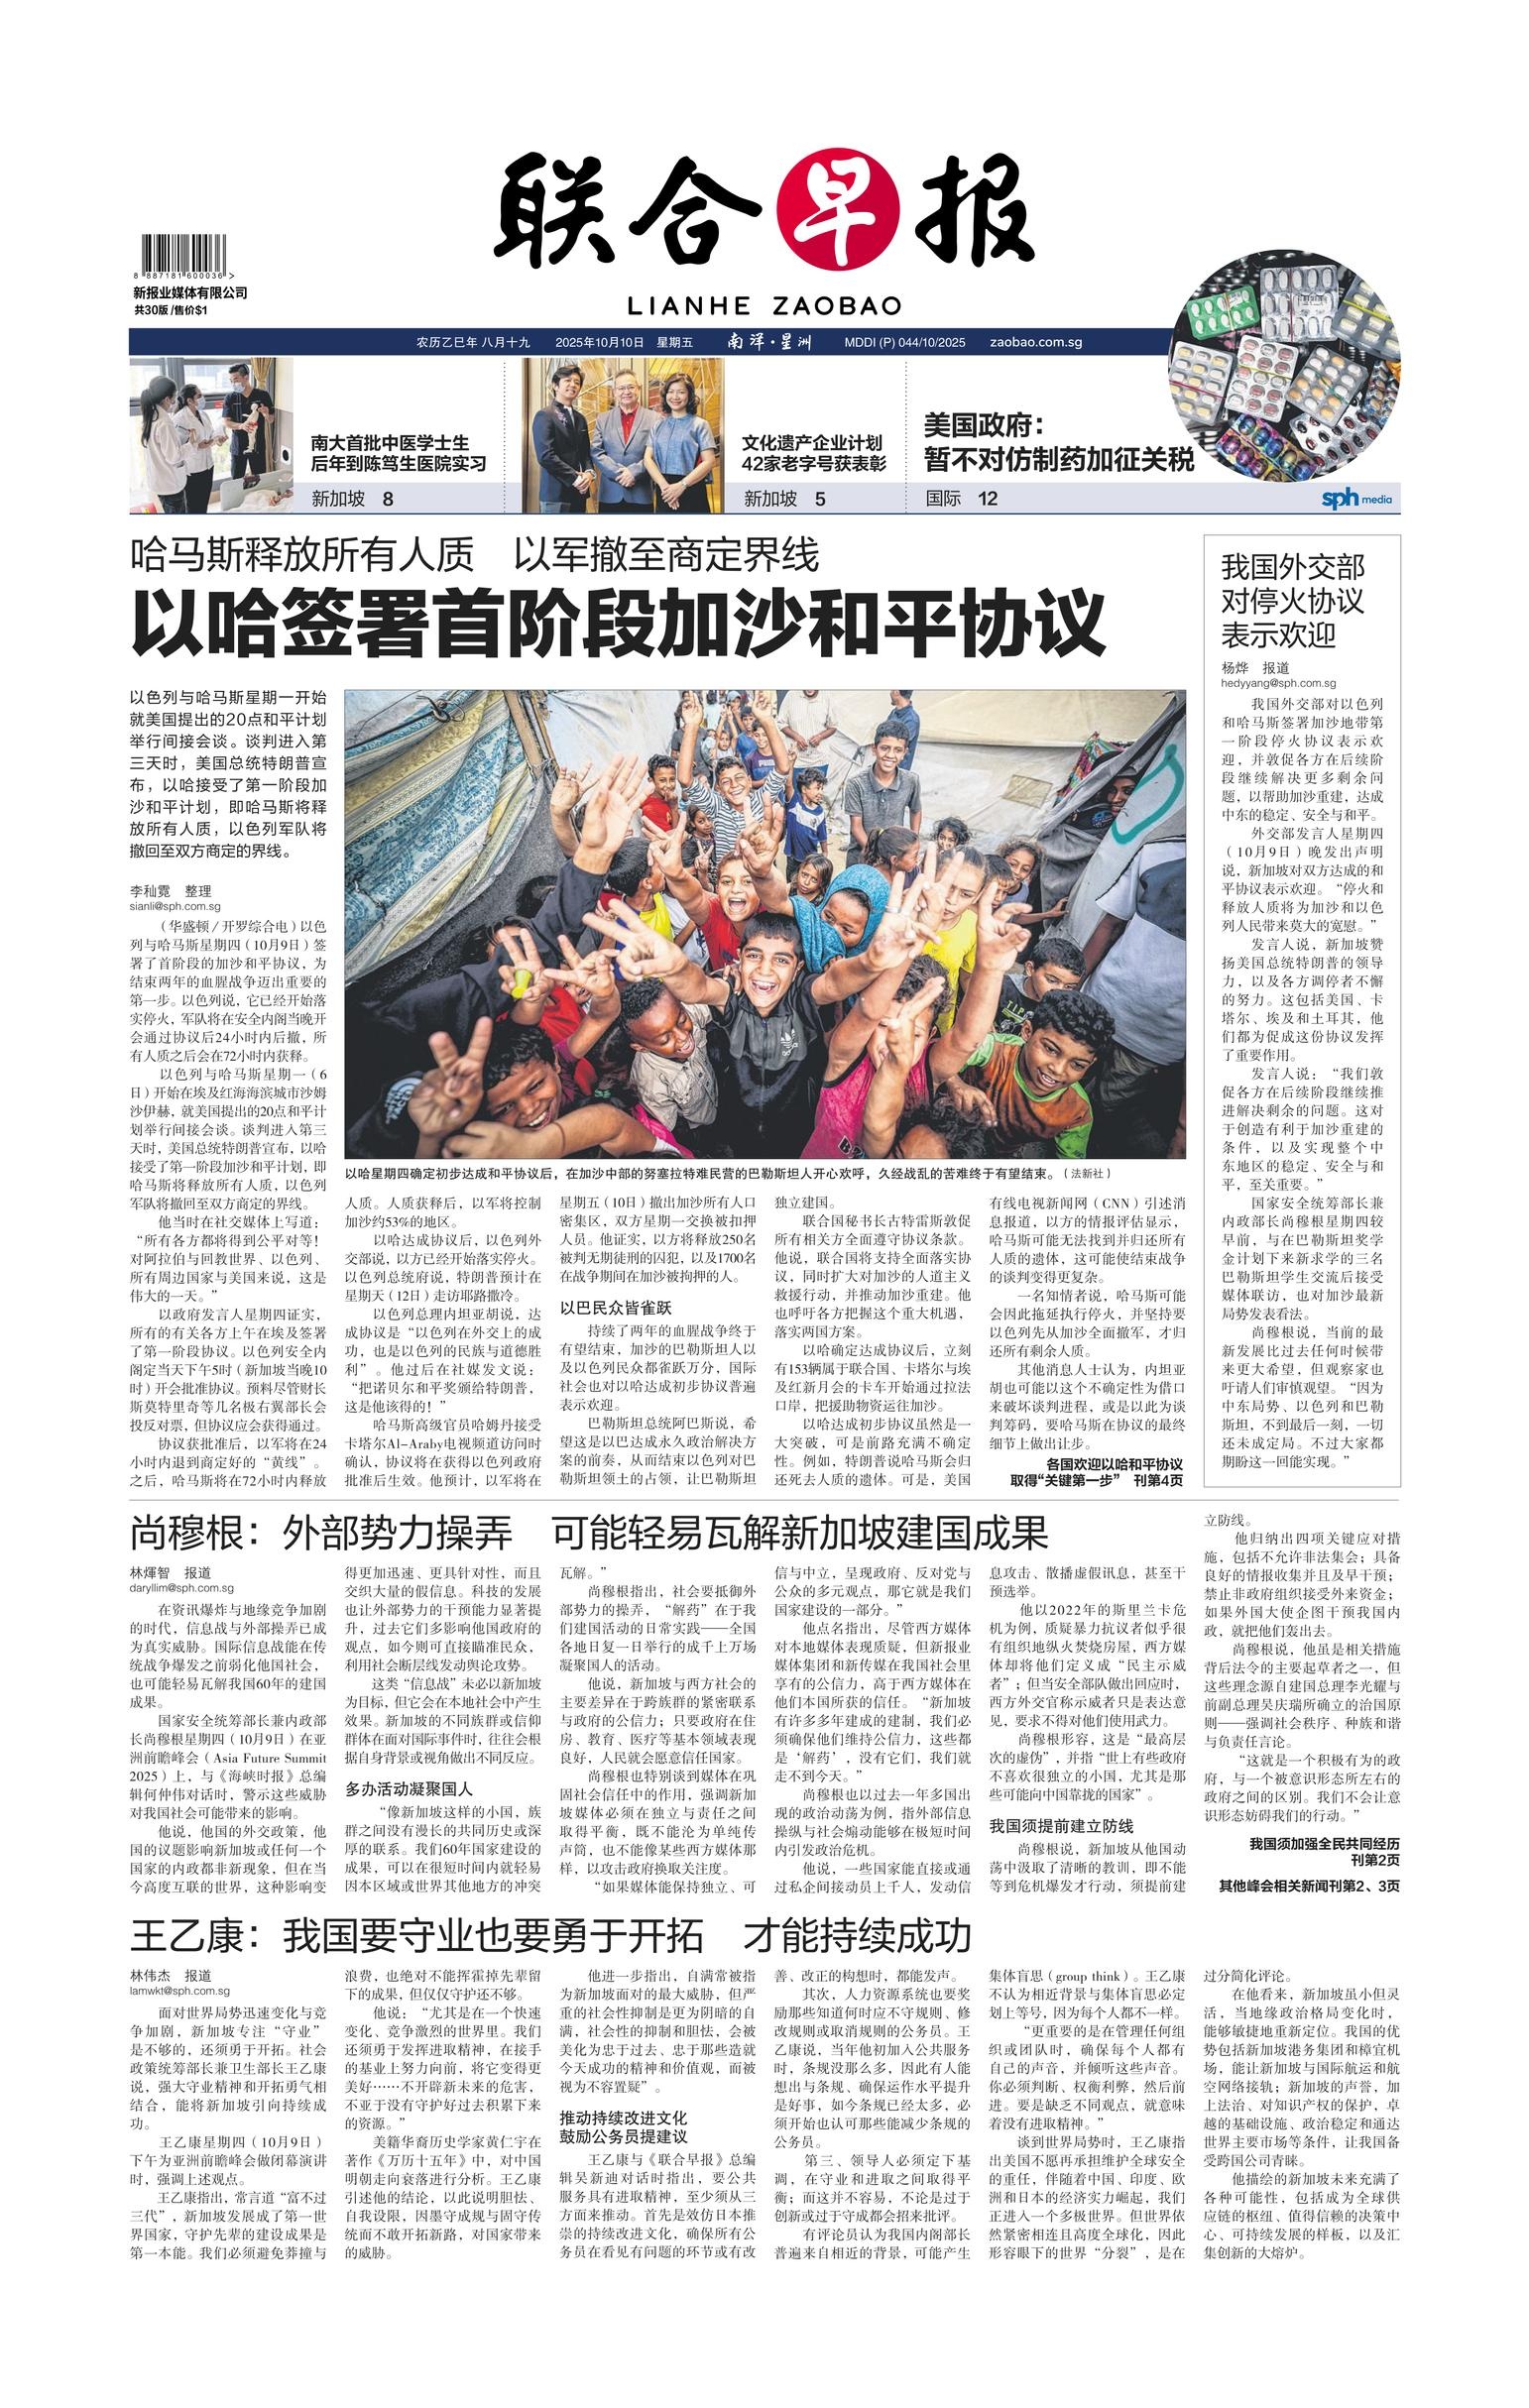 联合早报
LIANHE ZAOBAO
8 887181 600036 >
新报业媒体有限公司
共30版/售价$1
农历乙巳年 八月十九 2025年10月10日 星期五 南洋·星洲 MDDI (P) 044/10/2025 zaobao.com.sg
南大首批中医学士生
后年到陈笃生医院实习
新加坡 8
文化遗产企业计划
42家老字号获表彰
新加坡 5
美国政府：
暂不对仿制药加征关税
国际 12
sph media
哈马斯释放所有人质 以军撤至商定界线
以哈签署首阶段加沙和平协议
以色列与哈马斯星期一开始
就美国提出的20点和平计划
举行间接会谈。谈判进入第
三天时，美国总统特朗普宣
布，以哈接受了第一阶段加
沙和平计划，即哈马斯将释
放所有人质，以色列军队将
撤回至双方商定的界线。
李秈霓 整理
sianli@sph.com.sg
（华盛顿／开罗综合电）以色
列与哈马斯星期四（10月9日）签
署了首阶段的加沙和平协议，为
结束两年的血腥战争迈出重要的
第一步。以色列说，它已经开始落
实停火，军队将在安全内阁当晚开
会通过协议后24小时内后撤，所
有人质之后会在72小时内获释。
以色列与哈马斯星期一（6
日）开始在埃及红海海滨城市沙姆
沙伊赫，就美国提出的20点和平计
划举行间接会谈。谈判进入第三
天时，美国总统特朗普宣布，以哈
接受了第一阶段加沙和平计划，即
哈马斯将释放所有人质，以色列
军队将撤回至双方商定的界线。
他当时在社交媒体上写道：
“所有各方都将得到公平对等！
对阿拉伯与回教世界、以色列、
所有周边国家与美国来说，这是
伟大的一天。”
以政府发言人星期四证实，
所有的有关各方上午在埃及签署
了第一阶段协议。以色列安全内
阁定当天下午5时（新加坡当晚10
时）开会批准协议。预料尽管财长
斯莫特里奇等几名极右翼部长会
投反对票，但协议应会获得通过。
协议获批准后，以军将在24
小时内退到商定好的“黄线”。
之后，哈马斯将在72小时内释放
以哈星期四确定初步达成和平协议后，在加沙中部的努塞拉特难民营的巴勒斯坦人开心欢呼，久经战乱的苦难终于有望结束。（法新社）
人质。人质获释后，以军将控制
加沙约53%的地区。
以哈达成协议后，以色列外
交部说，以方已经开始落实停火。
以色列总统府说，特朗普预计在
星期天（12日）走访耶路撒冷。
以色列总理内坦亚胡说，达
成协议是“以色列在外交上的成
功，也是以色列的民族与道德胜
利”。他过后在社媒发文说：
“把诺贝尔和平奖颁给特朗普，
这是他该得的！”
哈马斯高级官员哈姆丹接受
卡塔尔Al-Araby电视频道访问时
确认，协议将在获得以色列政府
批准后生效。他预计，以军将在
星期五（10日）撤出加沙所有人口
密集区，双方星期一交换被扣押
人员。他证实，以方将释放250名
被判无期徒刑的囚犯，以及1700名
在战争期间在加沙被拘押的人。
以巴民众皆雀跃
持续了两年的血腥战争终于
有望结束，加沙的巴勒斯坦人以
及以色列民众都雀跃万分，国际
社会也对以哈达成初步协议普遍
表示欢迎。
巴勒斯坦总统阿巴斯说，希
望这是以巴达成永久政治解决方
案的前奏，从而结束以色列对巴
勒斯坦领土的占领，让巴勒斯坦
独立建国。
联合国秘书长古特雷斯敦促
所有相关方全面遵守协议条款。
他说，联合国将支持全面落实协
议，同时扩大对加沙的人道主义
救援行动，并推动加沙重建。他
也呼吁各方把握这个重大机遇，
落实两国方案。
以哈确定达成协议后，立刻
有153辆属于联合国、卡塔尔与埃
及红新月会的卡车开始通过拉法
口岸，把援助物资运往加沙。
以哈达成初步协议虽然是一
大突破，可是前路充满不确定
性。例如，特朗普说哈马斯会归
还死去人质的遗体。可是，美国
有线电视新闻网（CNN）引述消
息报道，以方的情报评估显示，
哈马斯可能无法找到并归还所有
人质的遗体，这可能使结束战争
的谈判变得更复杂。
一名知情者说，哈马斯可能
会因此拖延执行停火，并坚持要
以色列先从加沙全面撤军，才归
还所有剩余人质。
其他消息人士认为，内坦亚
胡也可能以这个不确定性为借口
来破坏谈判进程，或是以此为谈
判筹码，要哈马斯在协议的最终
细节上做出让步。
各国欢迎以哈和平协议
取得“关键第一步” 刊第4页
我国外交部
对停火协议
表示欢迎
杨烨 报道
hedyyang@sph.com.sg
我国外交部对以色列
和哈马斯签署加沙地带第
一阶段停火协议表示欢
迎，并敦促各方在后续阶
段继续解决更多剩余问
题，以帮助加沙重建，达成
中东的稳定、安全与和平。
外交部发言人星期四
（10月9日）晚发出声明
说，新加坡对双方达成的和
平协议表示欢迎。“停火和
释放人质将为加沙和以色
列人民带来莫大的宽慰。”
发言人说，新加坡赞
扬美国总统特朗普的领导
力，以及各方调停者不懈
的努力。这包括美国、卡
塔尔、埃及和土耳其，他
们都为促成这份协议发挥
了重要作用。
发言人说：“我们敦
促各方在后续阶段继续推
进解决剩余的问题。这对
于创造有利于加沙重建的
条件，以及实现整个中
东地区的稳定、安全与和
平，至关重要。”
国家安全统筹部长兼
内政部长尚穆根星期四较
早前，与在巴勒斯坦奖学
金计划下来新求学的三名
巴勒斯坦学生交流后接受
媒体联访，也对加沙最新
局势发表看法。
尚穆根说，当前的最
新发展比过去任何时候带
来更大希望，但观察家也
吁请人们审慎观望。“因为
中东局势、以色列和巴勒
斯坦，不到最后一刻，一切
还未成定局。不过大家都
期盼这一回能实现。”
尚穆根：外部势力操弄 可能轻易瓦解新加坡建国成果
林煇智 报道
daryllim@sph.com.sg
在资讯爆炸与地缘竞争加剧
的时代，信息战与外部操弄已成
为真实威胁。国际信息战能在传
统战争爆发之前弱化他国社会，
也可能轻易瓦解我国60年的建国
成果。
国家安全统筹部长兼内政部
长尚穆根星期四（10月9日）在亚
洲前瞻峰会（Asia Future Summit
2025）上，与《海峡时报》总编
辑何仲伟对话时，警示这些威胁
对我国社会可能带来的影响。
他说，他国的外交政策，他
国的议题影响新加坡或任何一个
国家的内政都非新现象，但在当
今高度互联的世界，这种影响变
得更加迅速、更具针对性，而且
交织大量的假信息。科技的发展
也让外部势力的干预能力显著提
升，过去它们多影响他国政府的
观点，如今则可直接瞄准民众，
利用社会断层线发动舆论攻势。
这类“信息战”未必以新加坡
为目标，但它会在本地社会中产生
效果。新加坡的不同族群或信仰
群体在面对国际事件时，往往会根
据自身背景或视角做出不同反应。
多办活动凝聚国人
“像新加坡这样的小国，族
群之间没有漫长的共同历史或深
厚的联系。我们60年国家建设的
成果，可以在很短时间内就轻易
因本区域或世界其他地方的冲突
瓦解。”
尚穆根指出，社会要抵御外
部势力的操弄，“解药”在于我
们建国活动的日常实践——全国
各地日复一日举行的成千上万场
凝聚国人的活动。
他说，新加坡与西方社会的
主要差异在于跨族群的紧密联系
与政府的公信力；只要政府在住
房、教育、医疗等基本领域表现
良好，人民就会愿意信任国家。
尚穆根也特别谈到媒体在巩
固社会信任中的作用，强调新加
坡媒体必须在独立与责任之间
取得平衡，既不能沦为单纯传
声筒，也不能像某些西方媒体那
样，以攻击政府换取关注度。
“如果媒体能保持独立、可
信与中立，呈现政府、反对党与
公众的多元观点，那它就是我们
国家建设的一部分。”
他点名指出，尽管西方媒体
对本地媒体表现质疑，但新报业
媒体集团和新传媒在我国社会里
享有的公信力，高于西方媒体在
他们本国所获的信任。“新加坡
有许多多年建成的建制，我们必
须确保他们维持公信力，这些都
是‘解药’，没有它们，我们就
走不到今天。”
尚穆根也以过去一年多国出
现的政治动荡为例，指外部信息
操纵与社会煽动能够在极短时间
内引发政治危机。
他说，一些国家能直接或通
过私企间接动员上千人，发动信
息攻击、散播虚假讯息，甚至干
预选举。
他以2022年的斯里兰卡危
机为例，质疑暴力抗议者似乎很
有组织地纵火焚烧房屋，西方媒
体却将他们定义成“民主示威
者”；但当安全部队做出回应时，
西方外交官称示威者只是表达意
见，要求不得对他们使用武力。
尚穆根形容，这是“最高层
次的虚伪”，并指“世上有些政府
不喜欢很独立的小国，尤其是那
些可能向中国靠拢的国家”。
我国须提前建立防线
尚穆根说，新加坡从他国动
荡中汲取了清晰的教训，即不能
等到危机爆发才行动，须提前建
立防线。
他归纳出四项关键应对措
施，包括不允许非法集会；具备
良好的情报收集并且及早干预；
禁止非政府组织接受外来资金；
如果外国大使企图干预我国内
政，就把他们轰出去。
尚穆根说，他虽是相关措施
背后法令的主要起草者之一，但
这些理念源自建国总理李光耀与
前副总理吴庆瑞所确立的治国原
则——强调社会秩序、种族和谐
与负责任言论。
“这就是一个积极有为的政
府，与一个被意识形态所左右的
政府之间的区别。我们不会让意
识形态妨碍我们的行动。”
我国须加强全民共同经历
刊第2页
其他峰会相关新闻刊第2、3页
王乙康：我国要守业也要勇于开拓 才能持续成功
林伟杰 报道
lamwkt@sph.com.sg
面对世界局势迅速变化与竞
争加剧，新加坡专注“守业”
是不够的，还须勇于开拓。社会
政策统筹部长兼卫生部长王乙康
说，强大守业精神和开拓勇气相
结合，能将新加坡引向持续成
功。
王乙康星期四（10月9日）
下午为亚洲前瞻峰会做闭幕演讲
时，强调上述观点。
王乙康指出，常言道“富不过
三代”，新加坡发展成了第一世
界国家，守护先辈的建设成果是
第一本能。我们必须避免莽撞与
浪费，也绝对不能挥霍掉先辈留
下的成果，但仅仅守护还不够。
他说：“尤其是在一个快速
变化、竞争激烈的世界里。我们
还须勇于发挥进取精神，在接手
的基业上努力向前，将它变得更
美好……不开辟新未来的危害，
不亚于没有守护好过去积累下来
的资源。”
美籍华裔历史学家黄仁宇在
著作《万历十五年》中，对中国
明朝走向衰落进行分析。王乙康
引述他的结论，以此说明胆怯、
自我设限，因墨守成规与固守传
统而不敢开拓新路，对国家带来
的威胁。
他进一步指出，自满常被指
为新加坡面对的最大威胁，但严
重的社会性抑制是更为阴暗的自
满，社会性的抑制和胆怯，会被
美化为忠于过去、忠于那些造就
今天成功的精神和价值观，而被
视为不容置疑”。
推动持续改进文化
鼓励公务员提建议
王乙康与《联合早报》总编
辑吴新迪对话时指出，要公共
服务具有进取精神，至少须从三
方面来推动。首先是效仿日本推
崇的持续改进文化，确保所有公
务员在看见有问题的环节或有改
善、改正的构想时，都能发声。
其次，人力资源系统也要奖
励那些知道何时应不守规则、修
改规则或取消规则的公务员。王
乙康说，当年他初加入公共服务
时，条规没那么多，因此有人能
想出与条规、确保运作水平提升
是好事，如今条规已经太多，必
须开始也认可那些能减少条规的
公务员。
第三、领导人必须定下基
调，在守业和进取之间取得平
衡；而这并不容易，不论是过于
创新或过于守成都会招来批评。
有评论员认为我国内阁部长
普遍来自相近的背景，可能产生
集体盲思（group think）。王乙康
不认为相近背景与集体盲思必定
划上等号，因为每个人都不一样。
“更重要的是在管理任何组
织或团队时，确保每个人都有
自己的声音，并倾听这些声音。
你必须判断、权衡利弊，然后前
进。要是缺乏不同观点，就意味
着没有进取精神。”
谈到世界局势时，王乙康指
出美国不愿再承担维护全球安全
的重任，伴随着中国、印度、欧
洲和日本的经济实力崛起，我们
正进入一个多极世界。但世界依
然紧密相连且高度全球化，因此
形容眼下的世界“分裂”，是在
过分简化评论。
在他看来，新加坡虽小但灵
活，当地缘政治格局变化时，
能够敏捷地重新定位。我国的优
势包括新加坡港务集团和樟宜机
场，能让新加坡与国际航运和航
空网络接轨；新加坡的声誉，加
上法治、对知识产权的保护，卓
越的基础设施、政治稳定和通达
世界主要市场等条件，让我国备
受跨国公司青睐。
他描绘的新加坡未来充满了
各种可能性，包括成为全球供
应链的枢纽、值得信赖的决策中
心、可持续发展的样板，以及汇
集创新的大熔炉。